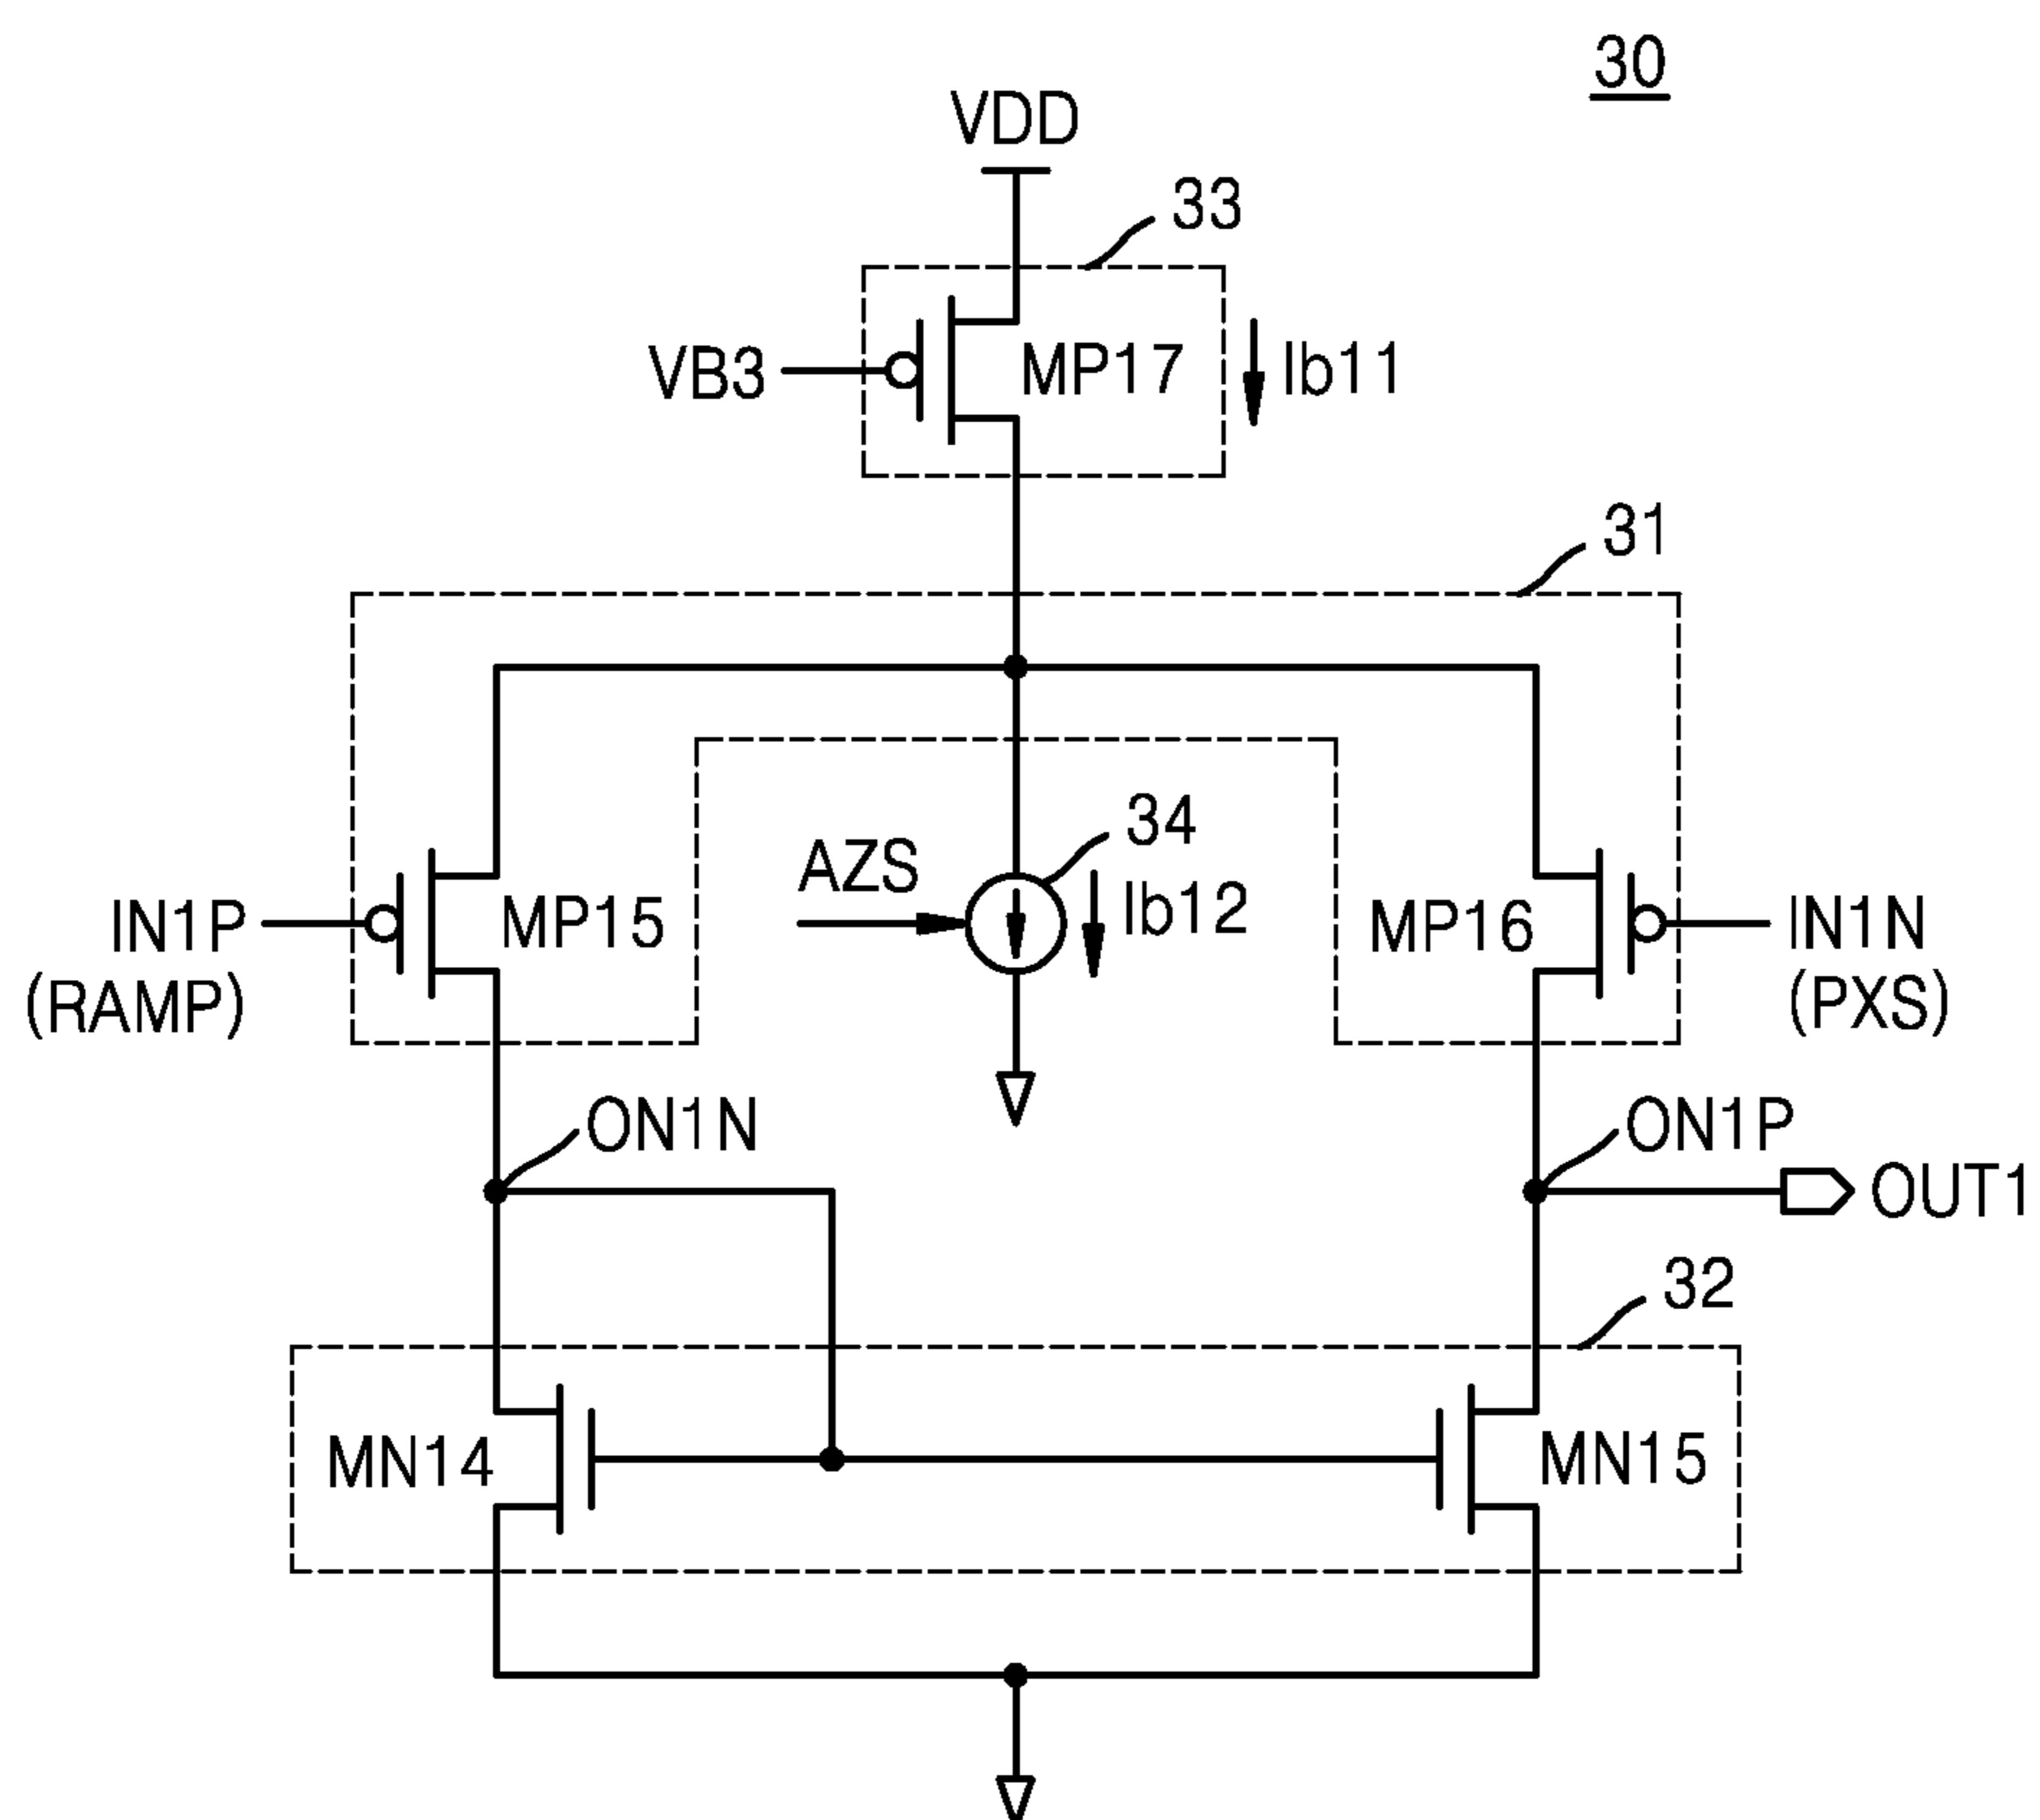 30
VDD
33
VB3
MP17
Ib11
31
AZS
34
Ib12
IN1P
(RAMP)
MP15
MP16
IN1N
(PXS)
ON1N
ON1P
OUT1
32
MN14
MN15